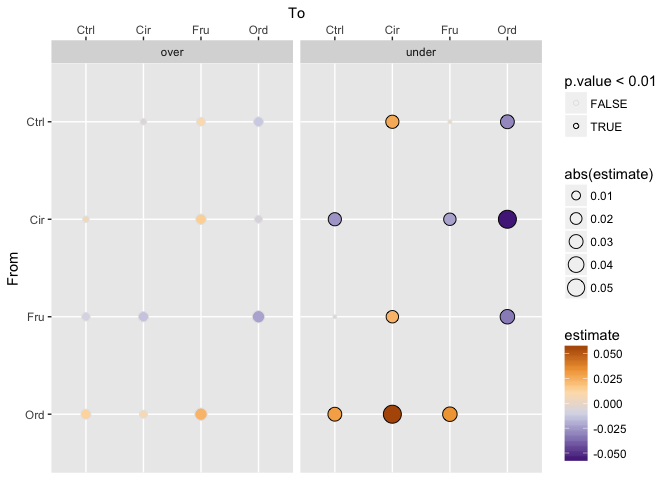 To
Ctrl Cir Fru Ord Ctrl Cir Fru Ord
over under
From
Ctrl
Cir
Fru
Ord
p.value < 0.01
FALSE
TRUE
abs(estimate)
0.01
0.02
0.03
0.04
0.05
estimate
0.050
0.025
0.000
-0.025
-0.050